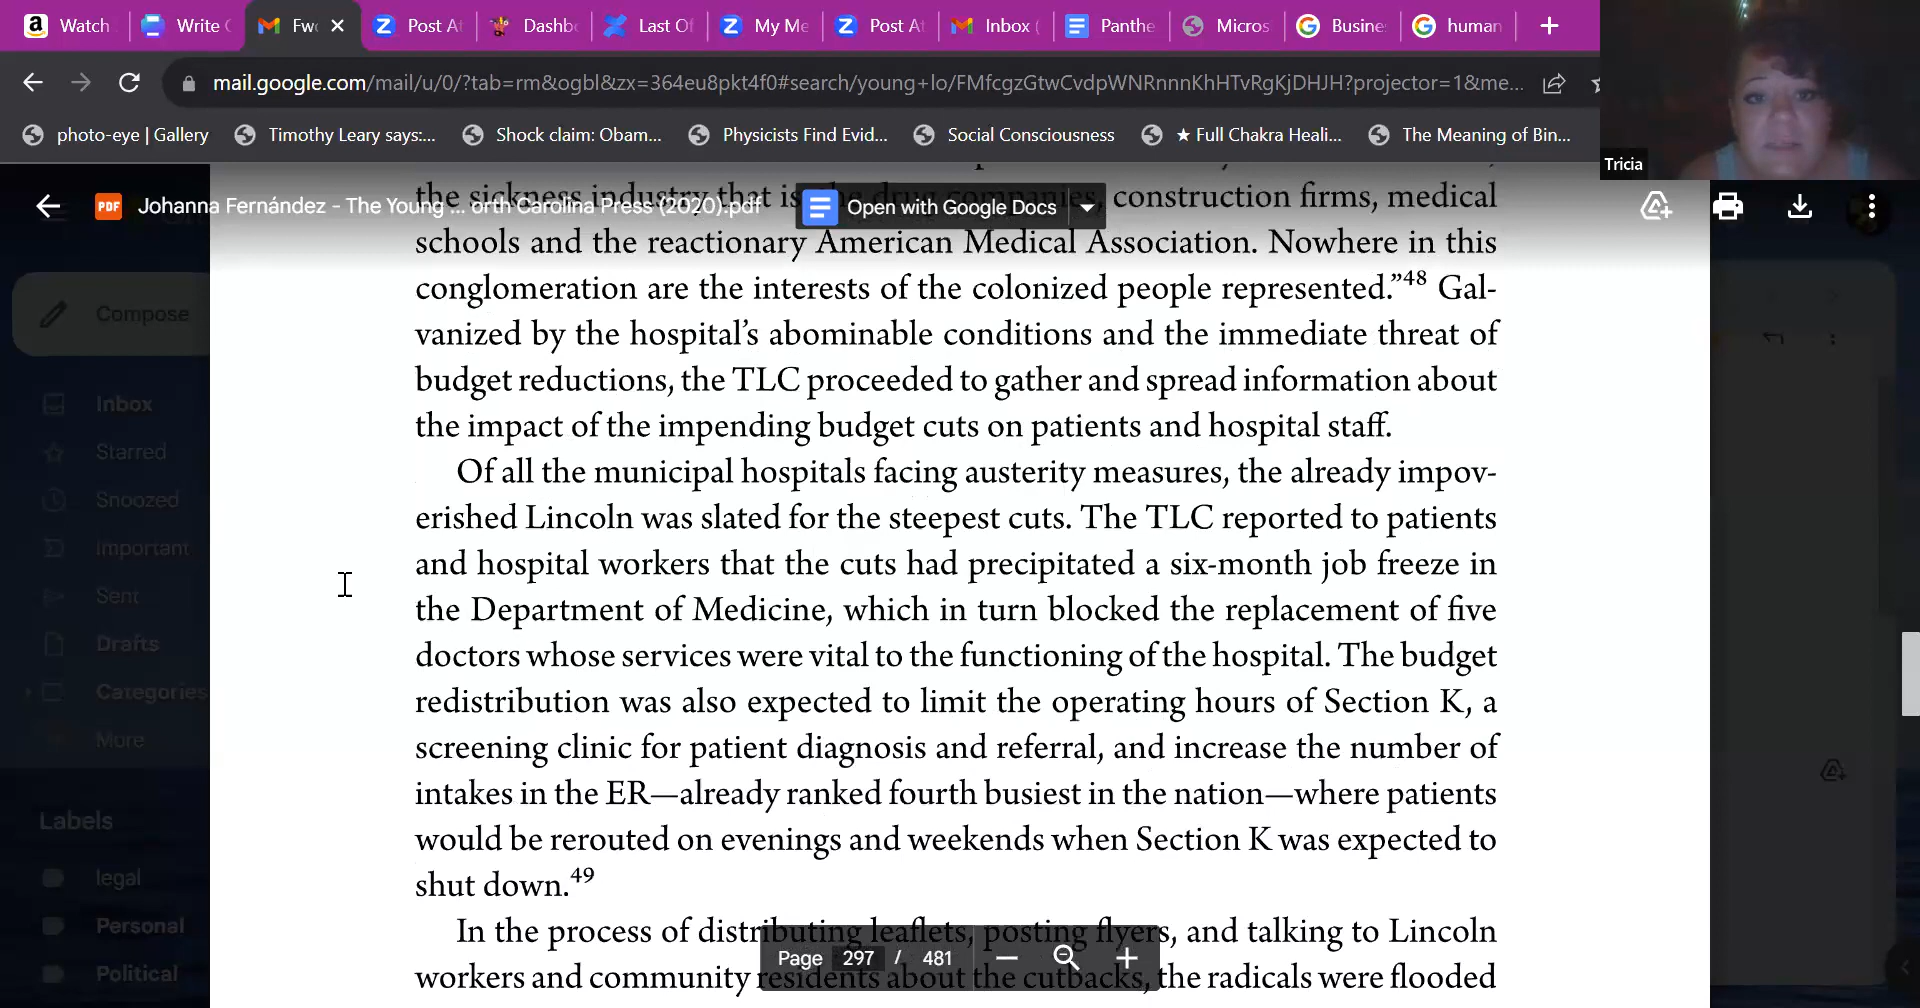 Watch
Write C
Fwd
Post At
Dashb
Last Of
My Me
Post At
Inbox (
Panthe
Micros
Busine
human
mail.google.com/mail/u/0/?tab=rm&ogbl&zx=364eu8pkt4f0#search/young+lo/FMfcgzGtwCvdpWNRnnnKhHTvRgKjDHJH?projector=1&me...
photo-eye | Gallery
Timothy Leary says:...
Shock claim: Obam...
Physicists Find Evid...
Social Consciousness
★ Full Chakra Heali...
The Meaning of Bin...
Tricia
PDF
Johanna Fernández - The Young ... orth Carolina Press (2020).pdf
Open with Google Docs
Compose
Inbox
Starred
Snoozed
Important
Sent
Drafts
Categories
More
Labels
legal
Personal
Political
the sickness industry that is the drug companies, construction firms, medical
schools and the reactionary American Medical Association. Nowhere in this
conglomeration are the interests of the colonized people represented.”48 Gal-
vanized by the hospital’s abominable conditions and the immediate threat of
budget reductions, the TLC proceeded to gather and spread information about
the impact of the impending budget cuts on patients and hospital staff.
Of all the municipal hospitals facing austerity measures, the already impov-
erished Lincoln was slated for the steepest cuts. The TLC reported to patients
and hospital workers that the cuts had precipitated a six-month job freeze in
the Department of Medicine, which in turn blocked the replacement of five
doctors whose services were vital to the functioning of the hospital. The budget
redistribution was also expected to limit the operating hours of Section K, a
screening clinic for patient diagnosis and referral, and increase the number of
intakes in the ER—already ranked fourth busiest in the nation—where patients
would be rerouted on evenings and weekends when Section K was expected to
shut down.49
In the process of distributing leaflets, posting flyers, and talking to Lincoln
workers and community residents about the cutbacks, the radicals were flooded
Page 297 / 481